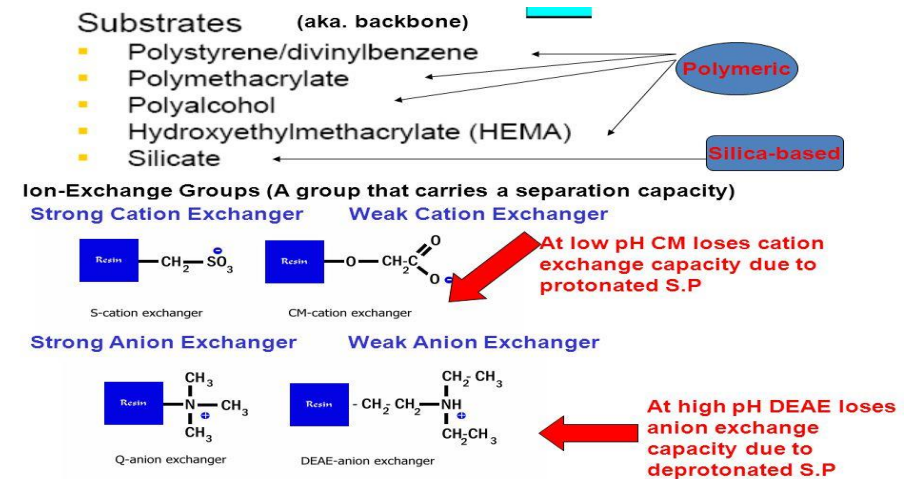 Substrates (aka. backbone)
Polystyrene/divinylbenzene
Polymethacrylate
Polyalcohol
Hydroxyethylmethacrylate (HEMA)
Silicate
Polymeric
Silica-based
Ion-Exchange Groups (A group that carries a separation capacity)
Strong Cation Exchanger
Weak Cation Exchanger
Resin
CH2
SO3
⊖
S-cation exchanger
Resin
O
CH2
C
O
O ⊖
CM-cation exchanger
At low pH CM loses cation
exchange capacity due to
protonated S.P
Strong Anion Exchanger
Weak Anion Exchanger
Resin
CH3
N
CH3
⊕
CH3
Q-anion exchanger
Resin
CH2
CH2
CH2
CH3
NH
⊕
CH2CH3
DEAE-anion exchanger
At high pH DEAE loses
anion exchange
capacity due to
deprotonated S.P